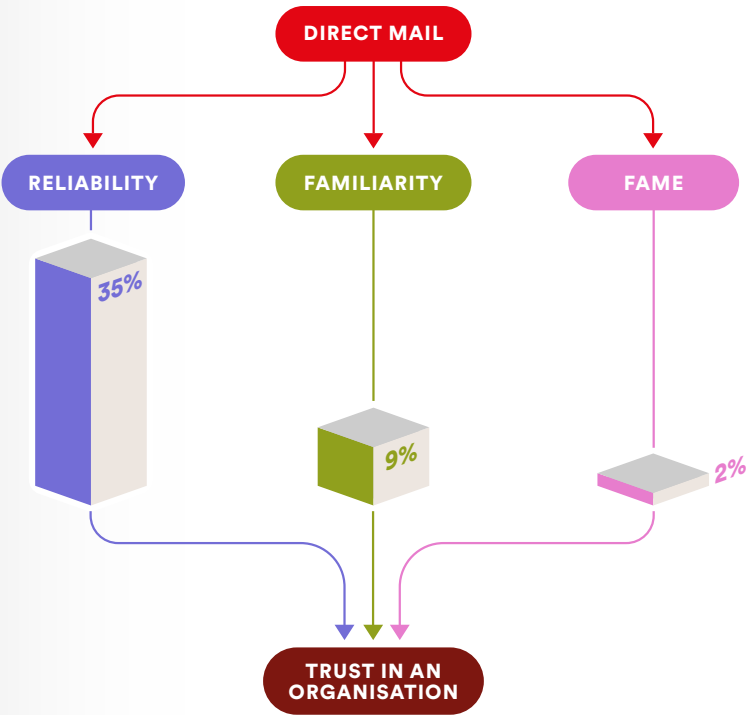 DIRECT MAIL
RELIABILITY
FAMILIARITY
FAME
35%
9%
2%
TRUST IN AN
ORGANISATION